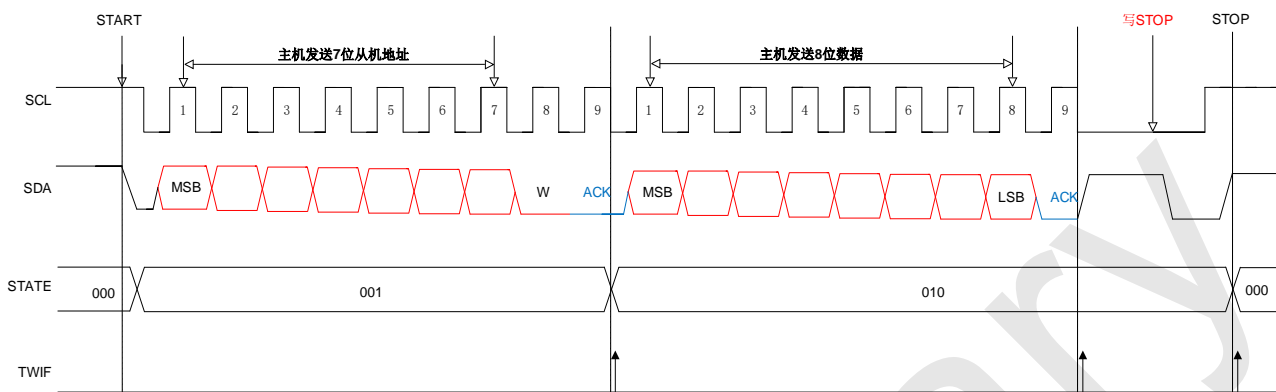 START 写STOP STOP
主机发送7位从机地址 主机发送8位数据
SCL 1 2 3 4 5 6 7 8 9 1 2 3 4 5 6 7 8 9
SDA MSB W ACK MSB LSB ACK
STATE 000 001 010 000
TWIF